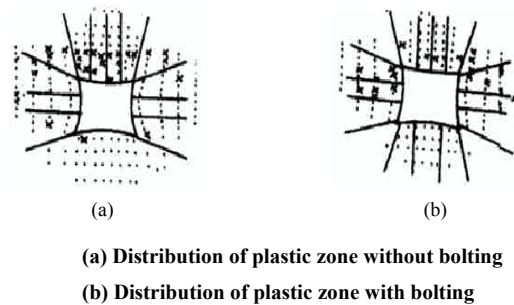 (a) (b)
(a) Distribution of plastic zone without bolting
(b) Distribution of plastic zone with bolting